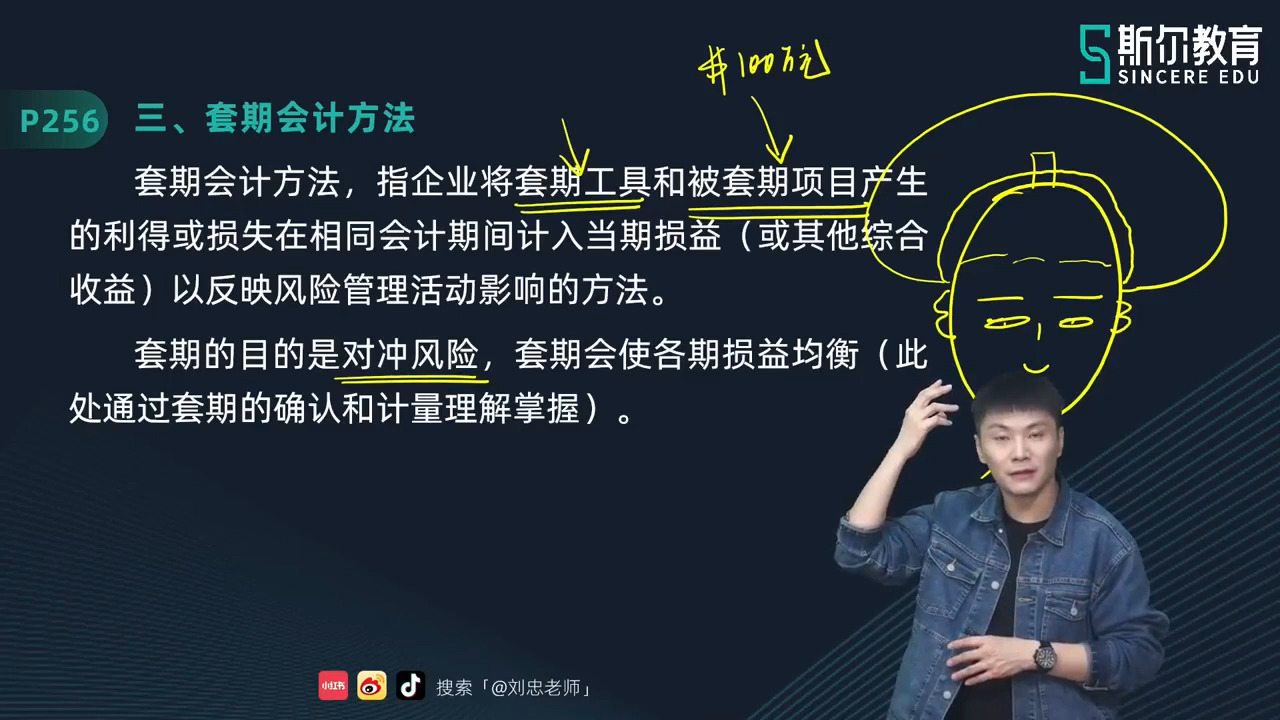 斯尔教育
SINCERE EDU
100万元
P256
三、套期会计方法
套期会计方法，指企业将套期工具和被套期项目产生
的利得或损失在相同会计期间计入当期损益（或其他综合
收益）以反映风险管理活动影响的方法。
套期的目的是对冲风险，套期会使各期损益均衡（此
处通过套期的确认和计量理解掌握）。
小红书
搜索「@刘忠老师」